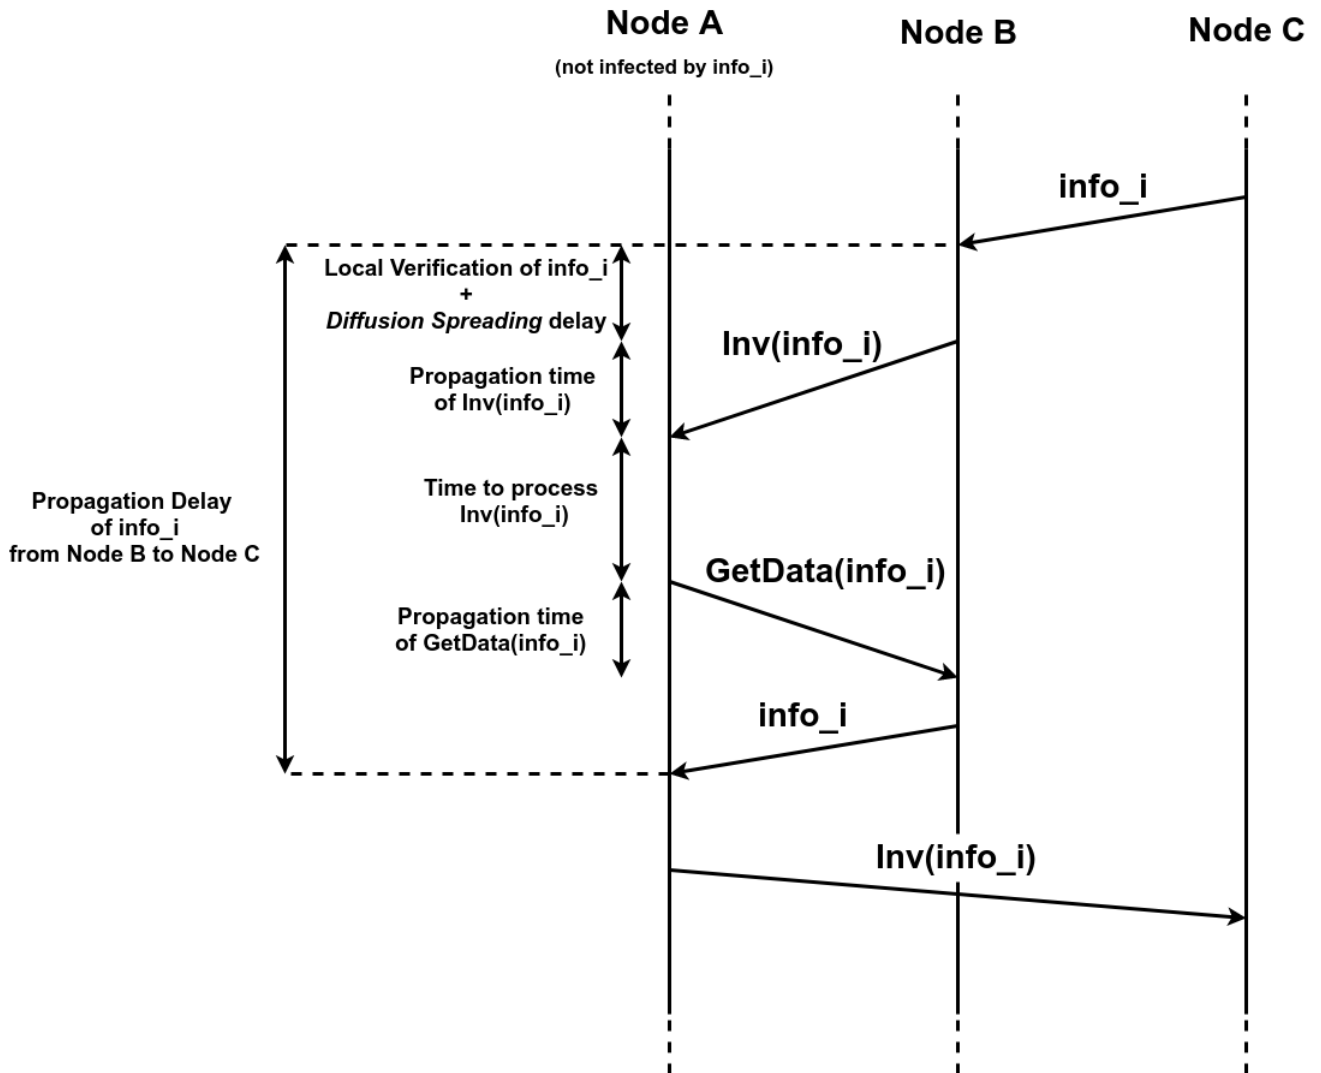 Node A
(not infected by info_i)
Node B
Node C
info_i
Local Verification of info_i
+
Diffusion Spreading delay
Inv(info_i)
Propagation time
of Inv(info_i)
Time to process
Inv(info_i)
Propagation Delay
of info_i
from Node B to Node C
GetData(info_i)
Propagation time
of GetData(info_i)
info_i
Inv(info_i)